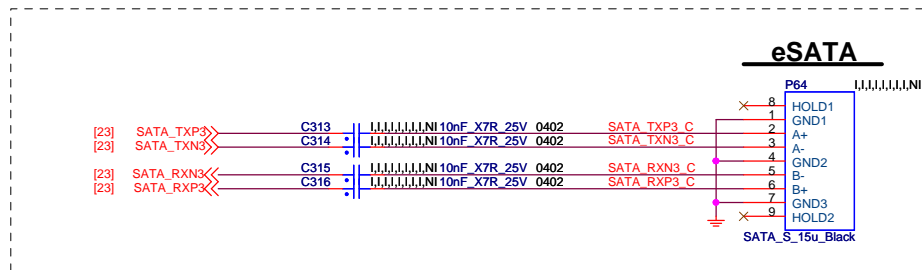 eSATA
P64 I,I,I,I,I,I,I,NI
8 HOLD1
1 GND1
[23] SATA_TXP3 C313 I,I,I,I,I,I,I,NI 10nF_X7R_25V 0402 SATA_TXP3_C 2 A+
[23] SATA_TXN3 C314 I,I,I,I,I,I,I,NI 10nF_X7R_25V 0402 SATA_TXN3_C 3 A-
4 GND2
[23] SATA_RXN3 C315 I,I,I,I,I,I,I,NI 10nF_X7R_25V 0402 SATA_RXN3_C 5 B-
[23] SATA_RXP3 C316 I,I,I,I,I,I,I,NI 10nF_X7R_25V 0402 SATA_RXP3_C 6 B+
7 GND3
9 HOLD2
SATA_S_15u_Black